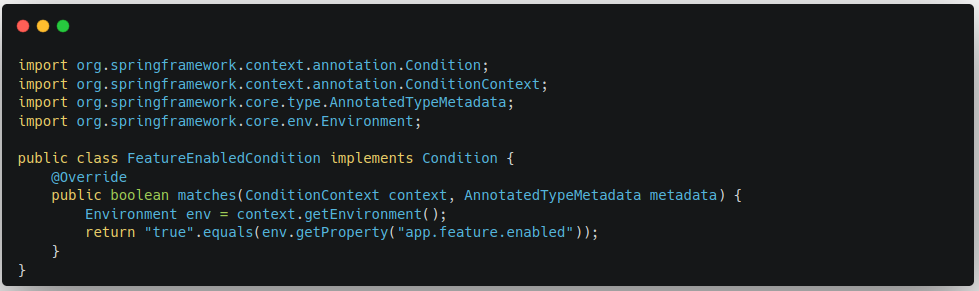 import org.springframework.context.annotation.Condition;
import org.springframework.context.annotation.ConditionContext;
import org.springframework.core.type.AnnotatedTypeMetadata;
import org.springframework.core.env.Environment;

public class FeatureEnabledCondition implements Condition {
    @Override
    public boolean matches(ConditionContext context, AnnotatedTypeMetadata metadata) {
        Environment env = context.getEnvironment();
        return "true".equals(env.getProperty("app.feature.enabled"));
    }
}